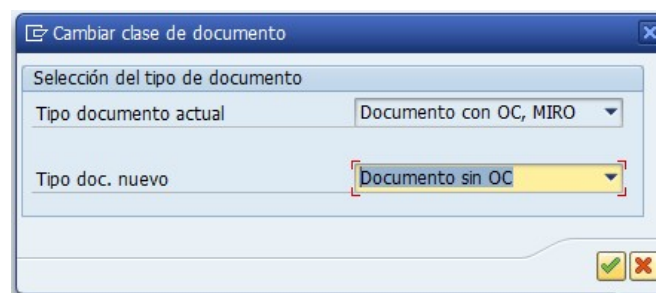 Cambiar clase de documento
Selección del tipo de documento
Tipo documento actual Documento con OC, MIRO
Tipo doc. nuevo Documento sin OC